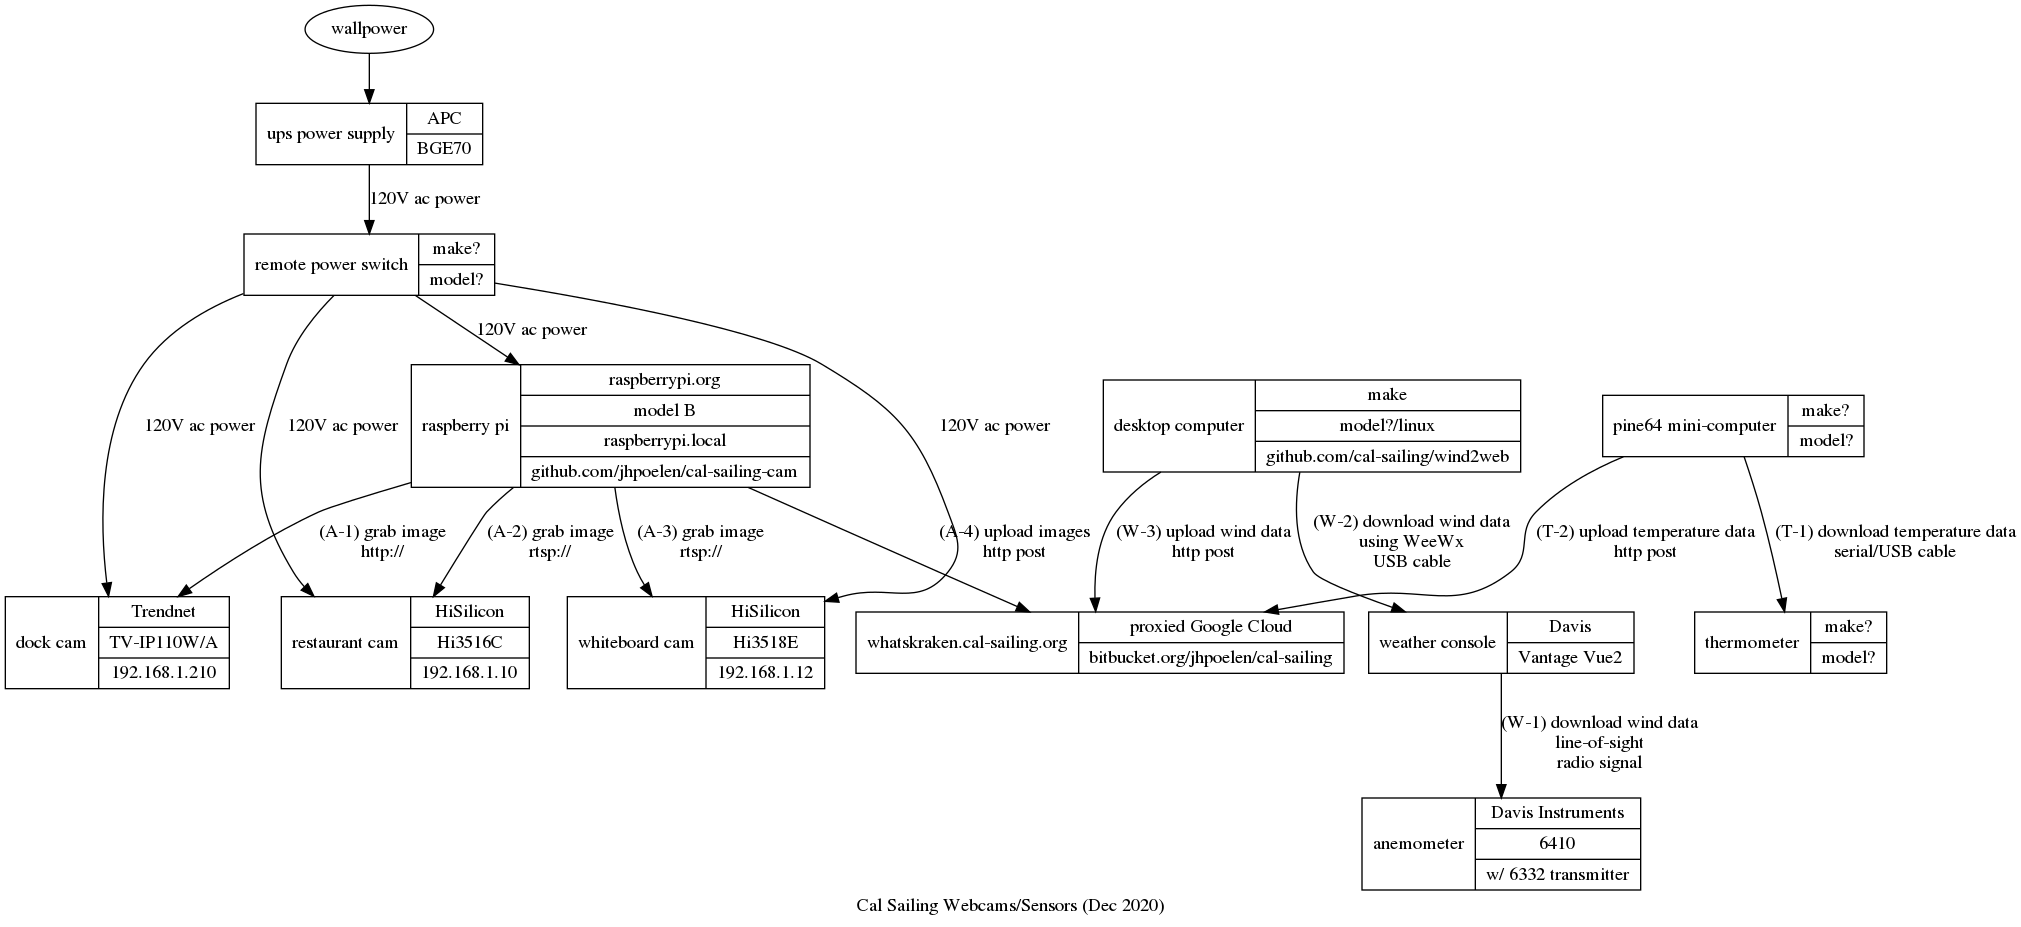 wallpower
ups power supply
APC
BGE70
120V ac power
remote power switch
make?
model?
120V ac power
raspberry pi
raspberrypi.org
model B
raspberrypi.local
github.com/jhpoelen/cal-sailing-cam
120V ac power
120V ac power
120V ac power
desktop computer
make
model?/linux
github.com/cal-sailing/wind2web
pine64 mini-computer
make?
model?
(A-1) grab image
http://
(A-2) grab image
rtsp://
(A-3) grab image
rtsp://
(A-4) upload images
http post
(W-3) upload wind data
http post
(W-2) download wind data
using WeeWx
USB cable
(T-2) upload temperature data
http post
(T-1) download temperature data
serial/USB cable
dock cam
Trendnet
TV-IP110W/A
192.168.1.210
restaurant cam
HiSilicon
Hi3516C
192.168.1.10
whiteboard cam
HiSilicon
Hi3518E
192.168.1.12
whatskraken.cal-sailing.org
proxied Google Cloud
bitbucket.org/jhpoelen/cal-sailing
weather console
Davis
Vantage Vue2
thermometer
make?
model?
(W-1) download wind data
line-of-sight
radio signal
anemometer
Davis Instruments
6410
w/ 6332 transmitter
Cal Sailing Webcams/Sensors (Dec 2020)